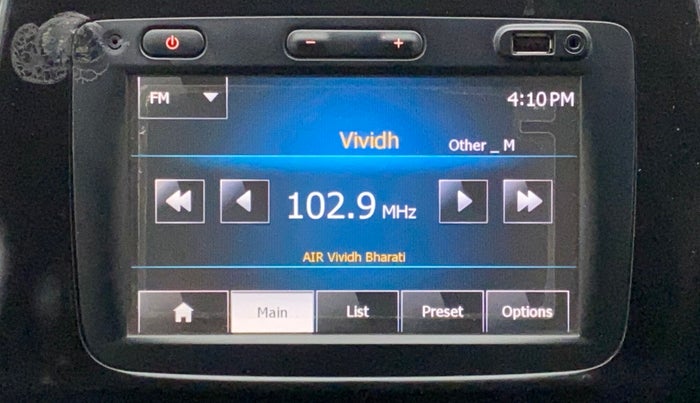 FM
4:10 PM
Vividh
Other _ M
102.9 MHz
AIR Vividh Bharati
Main
List
Preset
Options